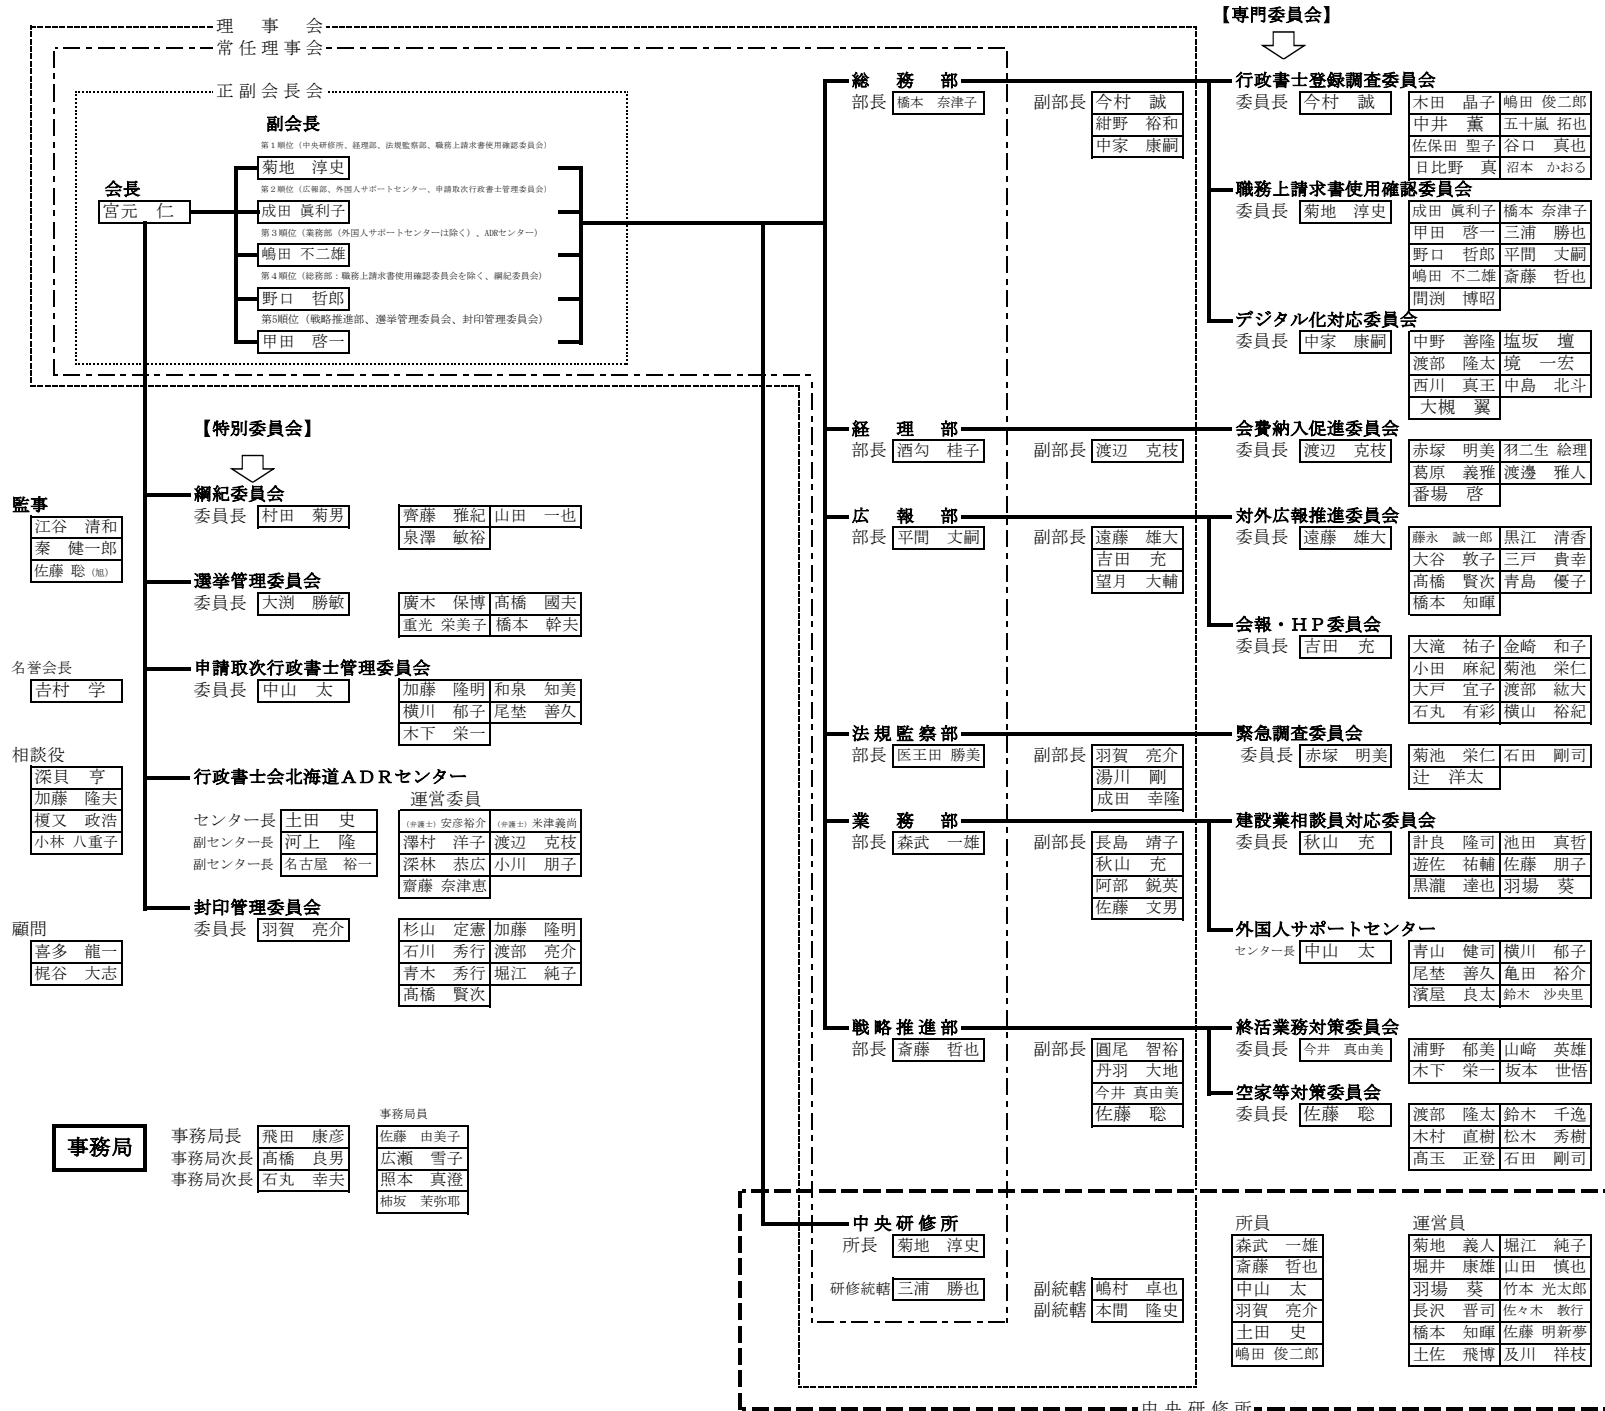 理 事 会
常任理事会
正副会長会
副会長
第１順位（中央研修所、経理部、法規監察部、職務上請求書使用確認委員会）
菊地 淳史
第２順位（広報部、外国人サポートセンター、申請取次行政書士管理委員会）
会長
宮元 仁
成田 眞利子
第３順位（業務部（外国人サポートセンターは除く）、ADRセンター）
嶋田 不二雄
第４順位（総務部：職務上請求書使用確認委員会を除く、綱紀委員会）
野口 哲郎
第5順位（戦略推進部、選挙管理委員会、封印管理委員会）
甲田 啓一
【特別委員会】
綱紀委員会
委員長 村田 菊男 齊藤 雅紀 山田 一也
泉澤 敏裕
選挙管理委員会
委員長 大渕 勝敏 廣木 保博 髙橋 國夫
重光 栄美子 橋本 幹夫
申請取次行政書士管理委員会
委員長 中山 太 加藤 隆明 和泉 知美
横川 郁子 尾埜 善久
木下 栄一
行政書士会北海道ＡＤＲセンター
運営委員
センター長 土田 史 （弁護士）安彦裕介 （弁護士）米津義尚
副センター長 河上 隆 澤村 洋子 渡辺 克枝
副センター長 名古屋 裕一 深林 恭広 小川 朋子
齋藤 奈津恵
封印管理委員会
委員長 羽賀 亮介 杉山 定憲 加藤 隆明
石川 秀行 渡部 亮介
青木 秀行 堀江 純子
髙橋 賢次
監事
江谷 清和
秦 健一郎
佐藤 聡（旭）
名誉会長
吉村 学
相談役
深貝 亨
加藤 隆夫
榎又 政浩
小林 八重子
顧問
喜多 龍一
梶谷 大志
事務局
事務局長 飛田 康彦
事務局次長 髙橋 良男
事務局次長 石丸 幸夫
事務局員
佐藤 由美子
広瀬 雪子
照本 真澄
柿坂 茉弥耶
総 務 部
部長 橋本 奈津子 副部長 今村 誠
紺野 裕和
中家 康嗣
経 理 部
部長 酒勾 桂子 副部長 渡辺 克枝
広 報 部
部長 平間 丈嗣 副部長 遠藤 雄大
吉田 充
望月 大輔
法規監察部
部長 医王田 勝美 副部長 羽賀 亮介
湯川 剛
成田 幸隆
業 務 部
部長 森武 一雄 副部長 長島 靖子
秋山 充
阿部 鋭英
佐藤 文男
戦略推進部
部長 斎藤 哲也 副部長 圓尾 智裕
丹羽 大地
今井 真由美
佐藤 聡
【専門委員会】
行政書士登録調査委員会
委員長 今村 誠 木田 晶子 嶋田 俊二郎
中井 薫 五十嵐 拓也
佐保田 聖子 谷口 真也
日比野 真 沼本 かおる
職務上請求書使用確認委員会
委員長 菊地 淳史 成田 眞利子 橋本 奈津子
甲田 啓一 三浦 勝也
野口 哲郎 平間 丈嗣
嶋田 不二雄 斎藤 哲也
間渕 博昭
デジタル化対応委員会
委員長 中家 康嗣 中野 善隆 塩坂 壇
渡部 隆太 境 一宏
西川 真王 中島 北斗
大槻 翼
会費納入促進委員会
委員長 渡辺 克枝 赤塚 明美 羽二生 絵理
葛原 義雅 渡邊 雅人
番場 啓
対外広報推進委員会
委員長 遠藤 雄大 藤永 誠一郎 黒江 清香
大谷 敦子 三戸 貴幸
髙橋 賢次 青島 優子
橋本 知暉
会報・ＨＰ委員会
委員長 吉田 充 大滝 祐子 金崎 和子
小田 麻紀 菊池 栄仁
大戸 宜子 渡部 紘大
石丸 有彩 横山 裕紀
緊急調査委員会
委員長 赤塚 明美 菊池 栄仁 石田 剛司
辻 洋太
建設業相談員対応委員会
委員長 秋山 充 計良 隆司 池田 真哲
遊佐 祐輔 佐藤 朋子
黒瀧 達也 羽場 葵
外国人サポートセンター
センター長 中山 太 青山 健司 横川 郁子
尾埜 善久 亀田 裕介
濱屋 良太 鈴木 沙央里
終活業務対策委員会
委員長 今井 真由美 浦野 郁美 山﨑 英雄
木下 栄一 坂本 世悟
空家等対策委員会
委員長 佐藤 聡 渡部 隆太 鈴木 千逸
木村 直樹 松木 秀樹
髙玉 正登 石田 剛司
中央研修所
所長 菊地 淳史
研修統轄 三浦 勝也 副統轄 嶋村 卓也
副統轄 本間 隆史
所員
森武 一雄
斎藤 哲也
中山 太
羽賀 亮介
土田 史
嶋田 俊二郎
運営員
菊地 義人 堀江 純子
堀井 康雄 山田 慎也
羽場 葵 竹本 光太郎
長沢 晋司 佐々木 教行
橋本 知暉 佐藤 明新夢
土佐 飛博 及川 祥枝
中央研修所